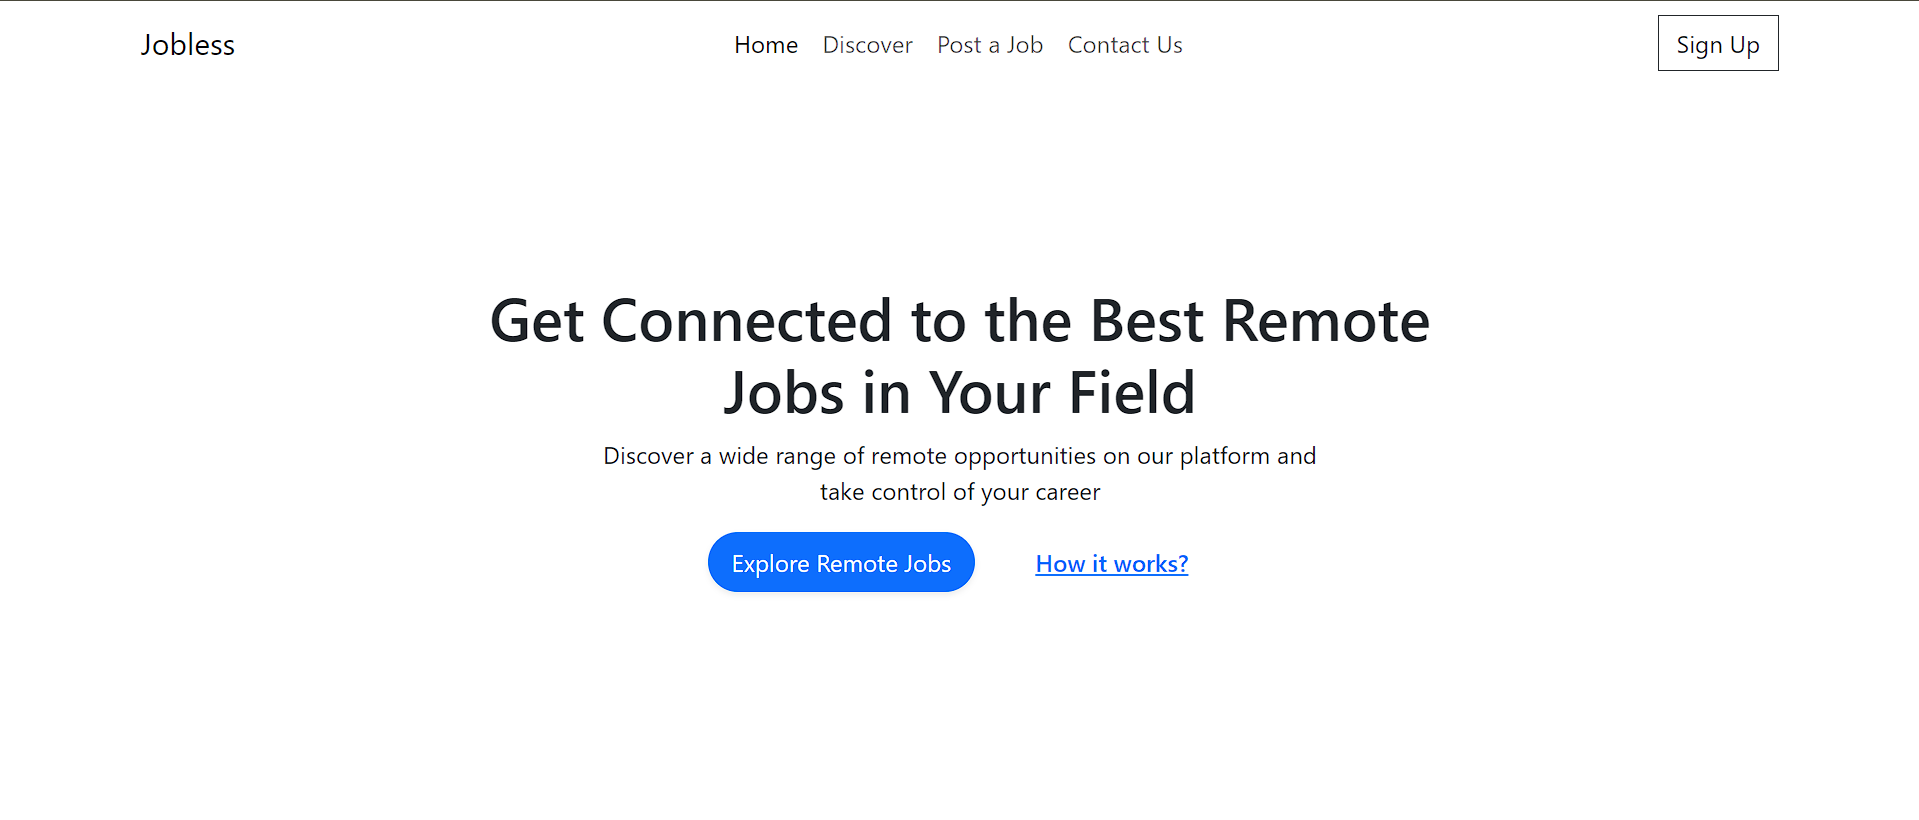 Jobless
Home Discover Post a Job Contact Us
Sign Up
Get Connected to the Best Remote
Jobs in Your Field
Discover a wide range of remote opportunities on our platform and
take control of your career
Explore Remote Jobs
How it works?